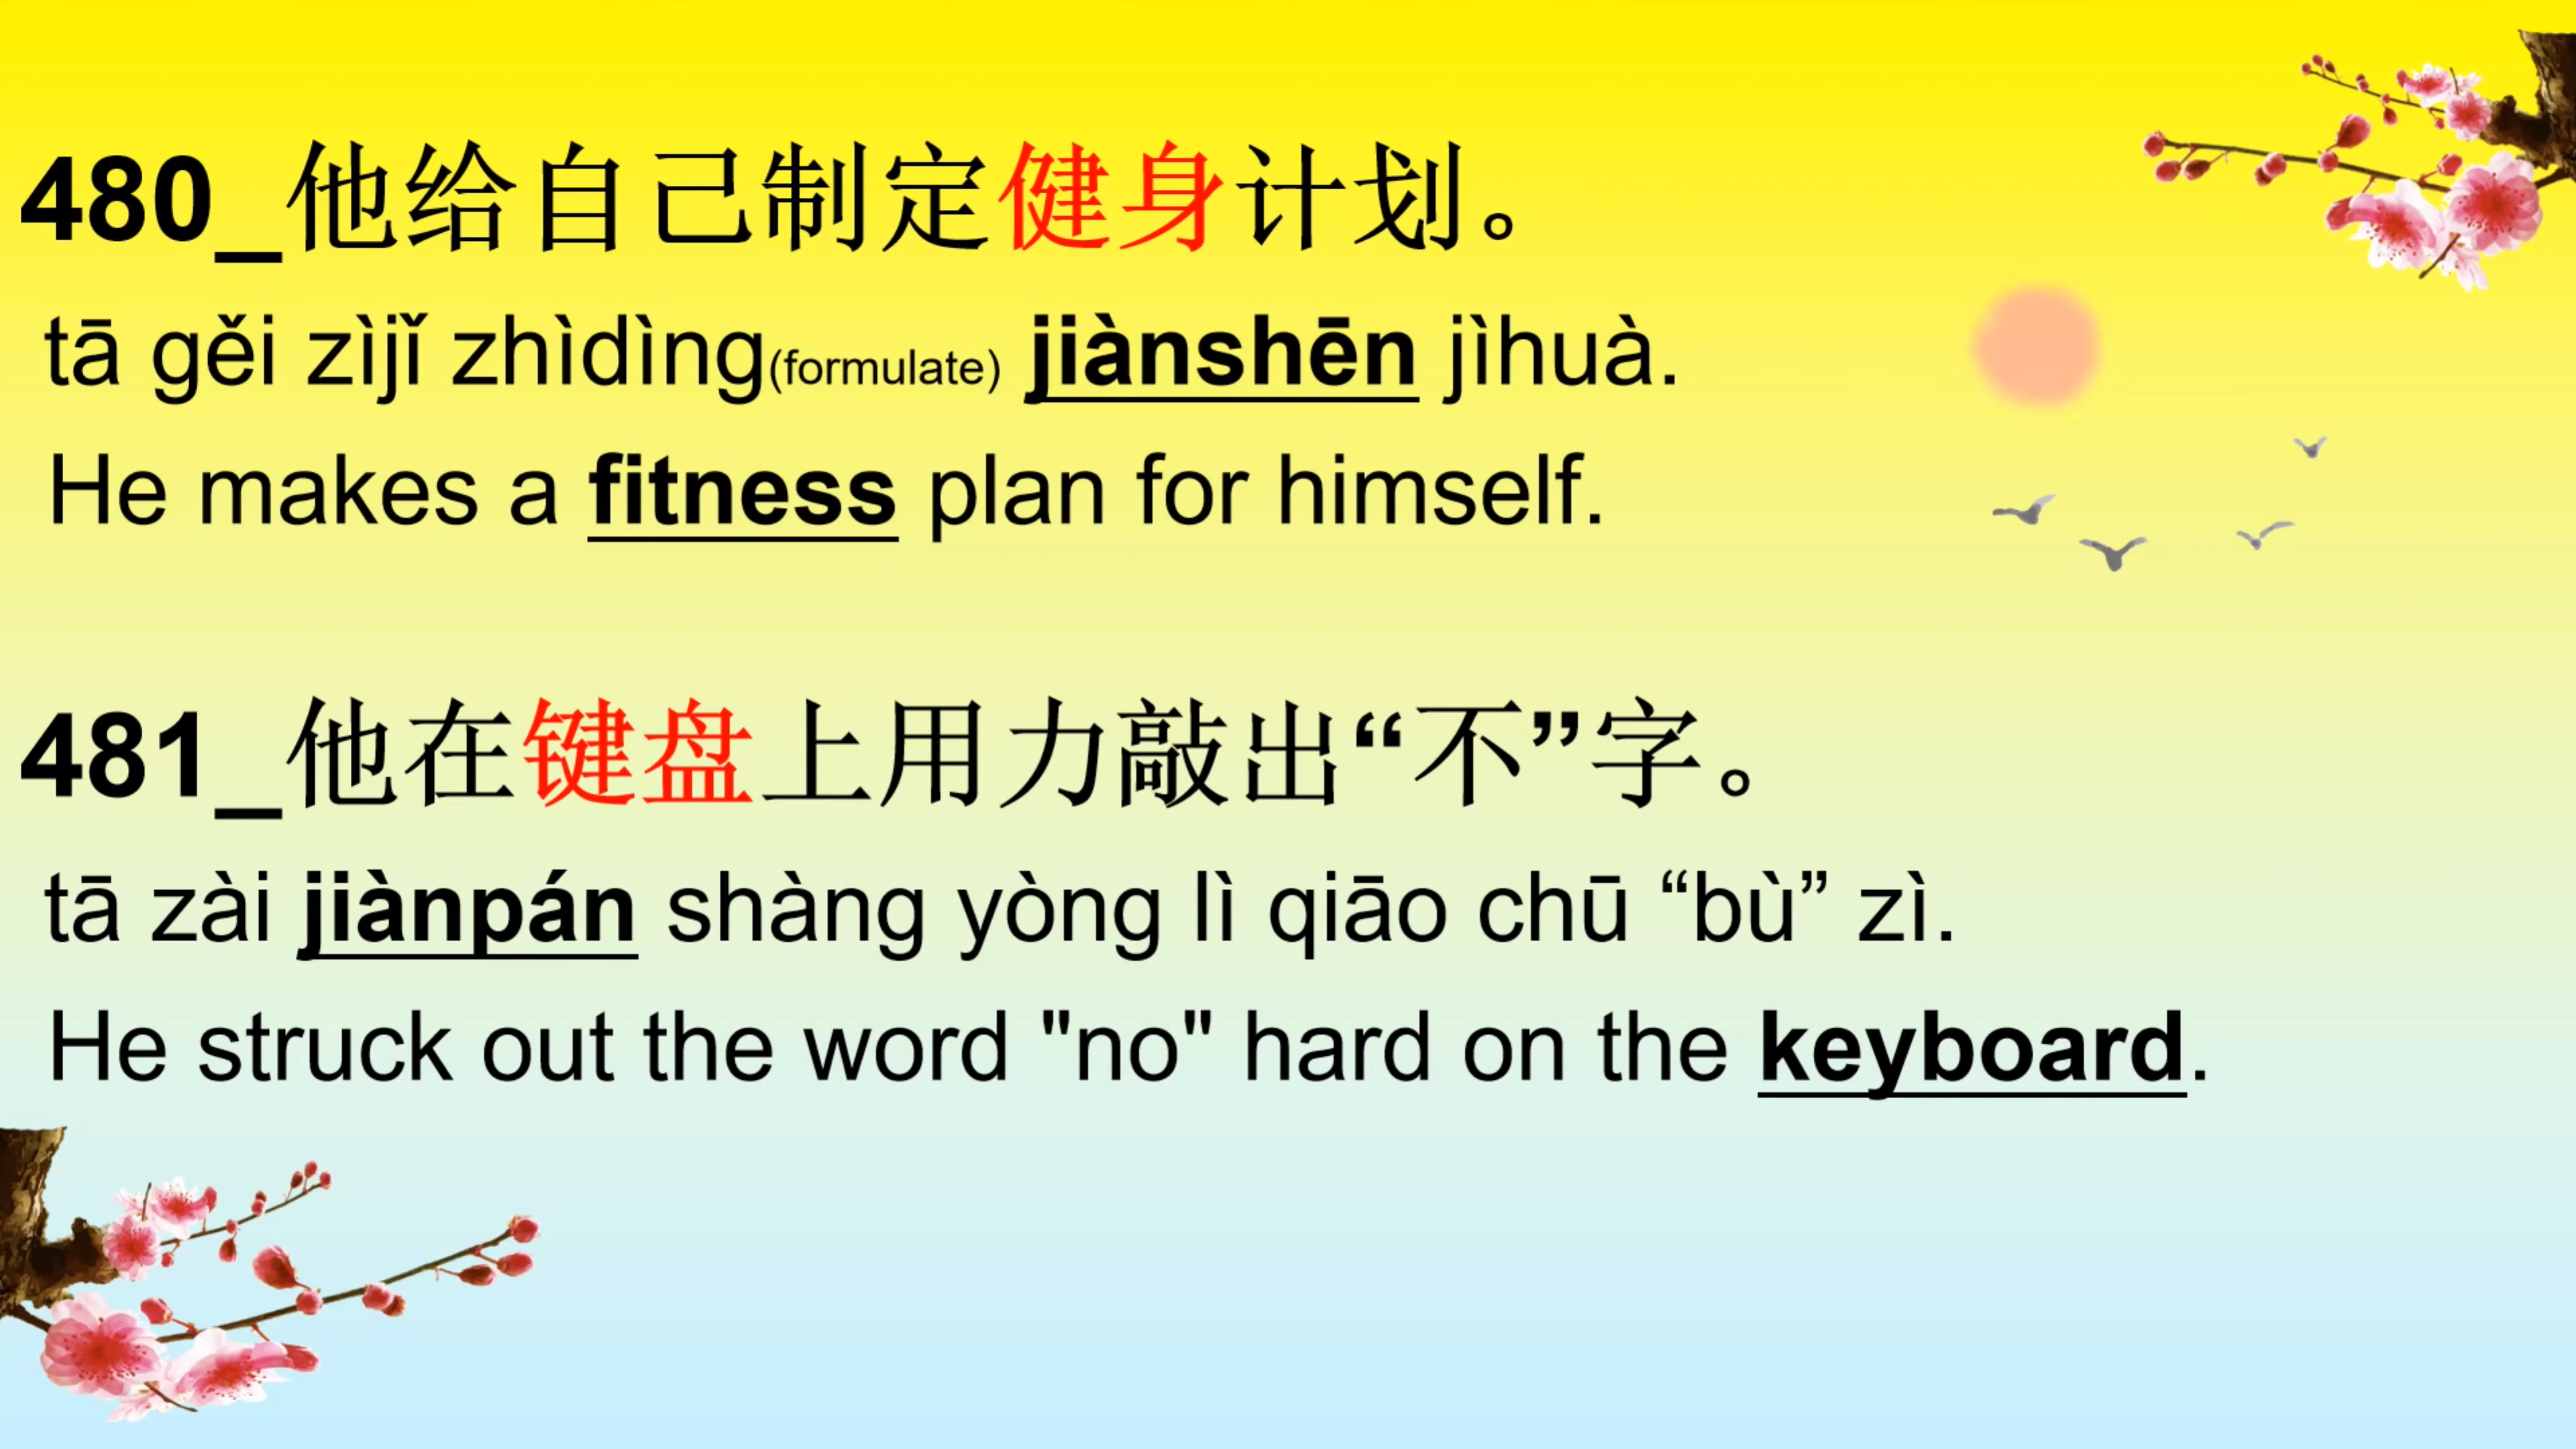 480_他给自己制定健身计划。
tā gěi zìjǐ zhìdìng(formulate) jiànshēn jìhuà.
He makes a fitness plan for himself.
481_他在键盘上用力敲出“不”字。
tā zài jiànpán shàng yòng lì qiāo chū “bù” zì.
He struck out the word "no" hard on the keyboard.